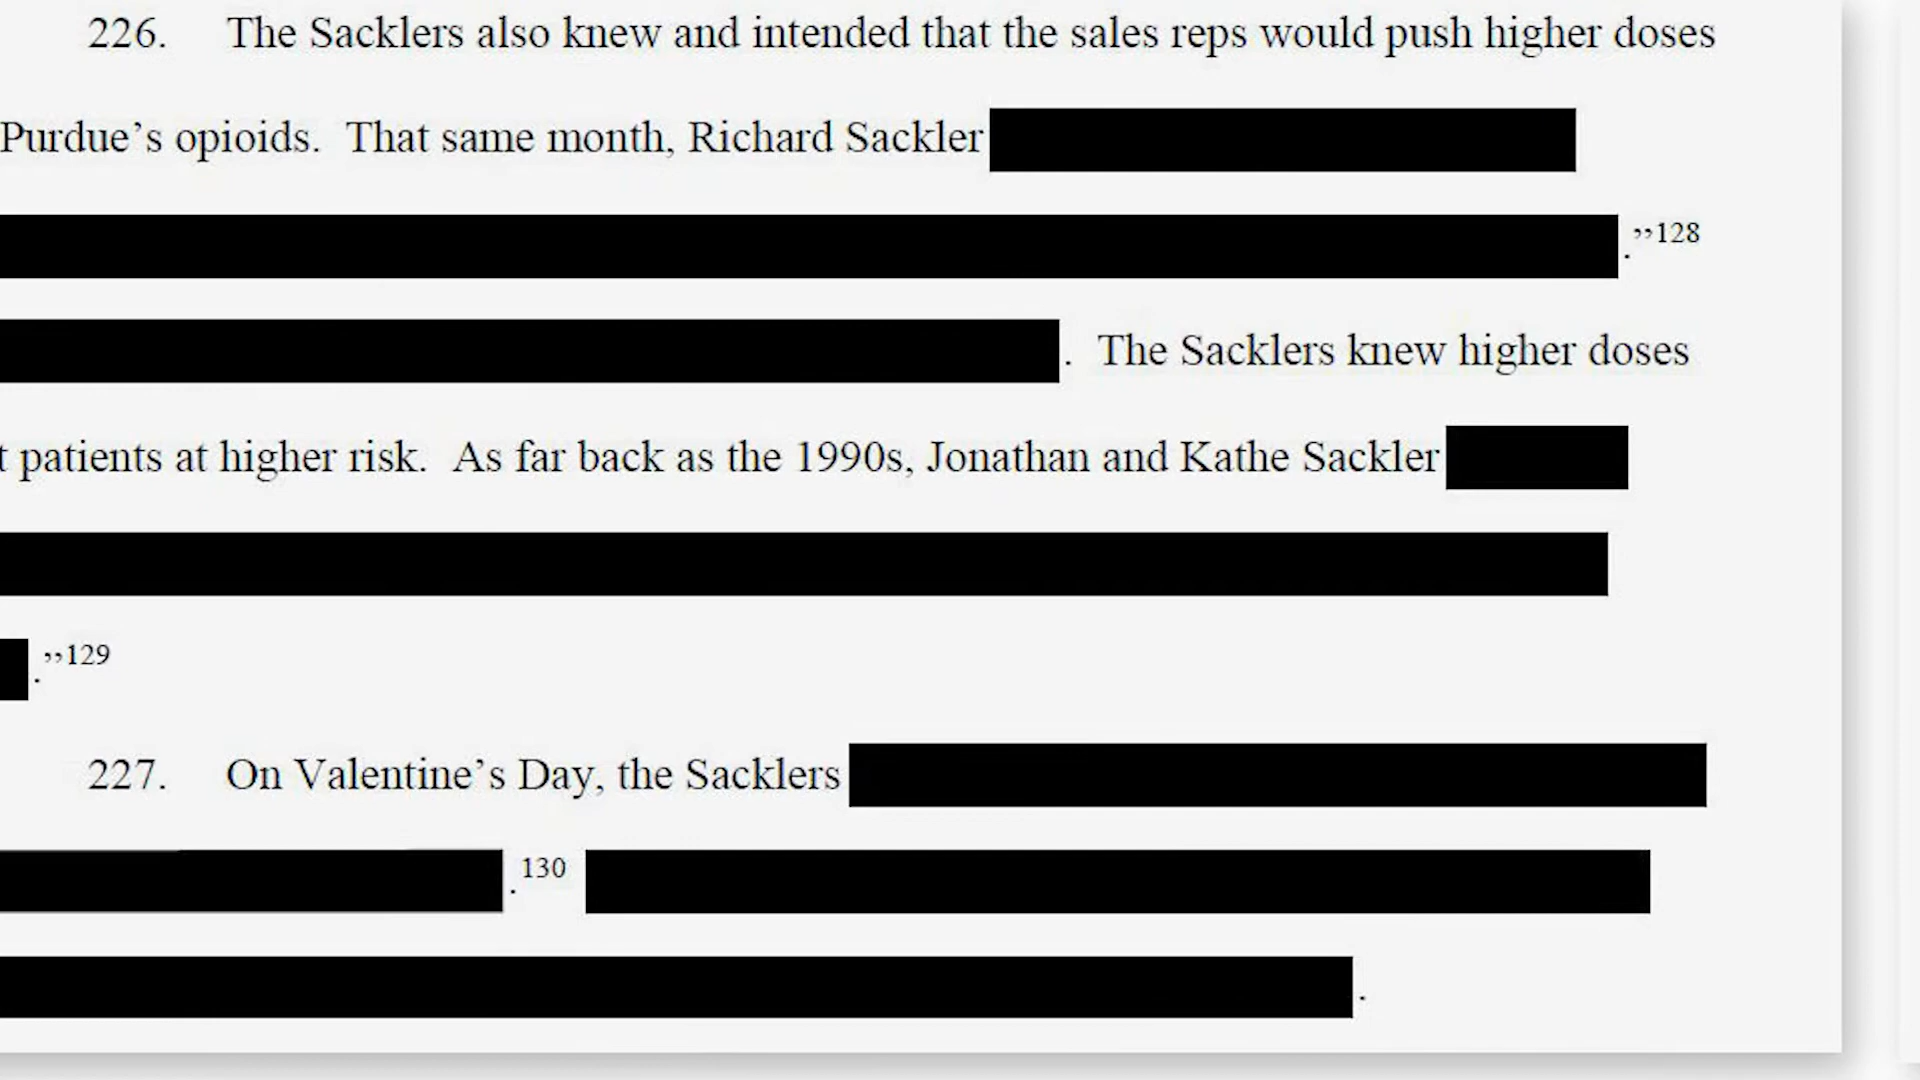 226. The Sacklers also knew and intended that the sales reps would push higher doses
Purdue’s opioids. That same month, Richard Sackler
.”128
. The Sacklers knew higher doses
t patients at higher risk. As far back as the 1990s, Jonathan and Kathe Sackler
.”129
227. On Valentine’s Day, the Sacklers
.130
.